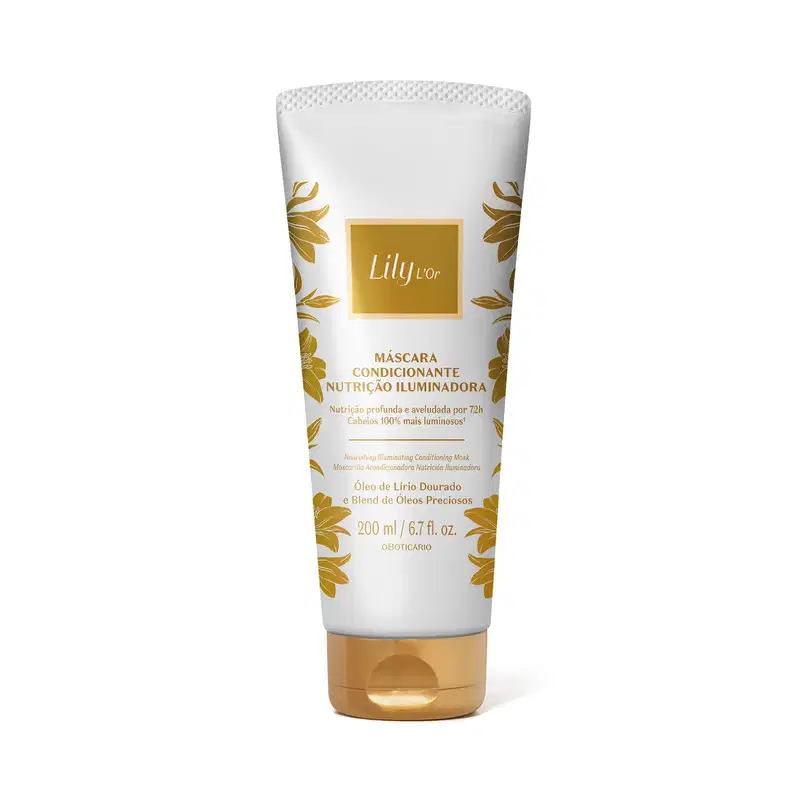 Lily L'Or
MÁSCARA
CONDICIONANTE
NUTRIÇÃO ILUMINADORA
Nutrição profunda e aveludada por 72h
Cabelos 100% mais luminosos¹
Nourishing Illuminating Conditioning Mask
Mascarilla Acondicionadora Nutrición Iluminadora
Óleo de Lírio Dourado
e Blend de Óleos Preciosos
200 ml / 6.7 fl. oz.
oBOTICÁRIO